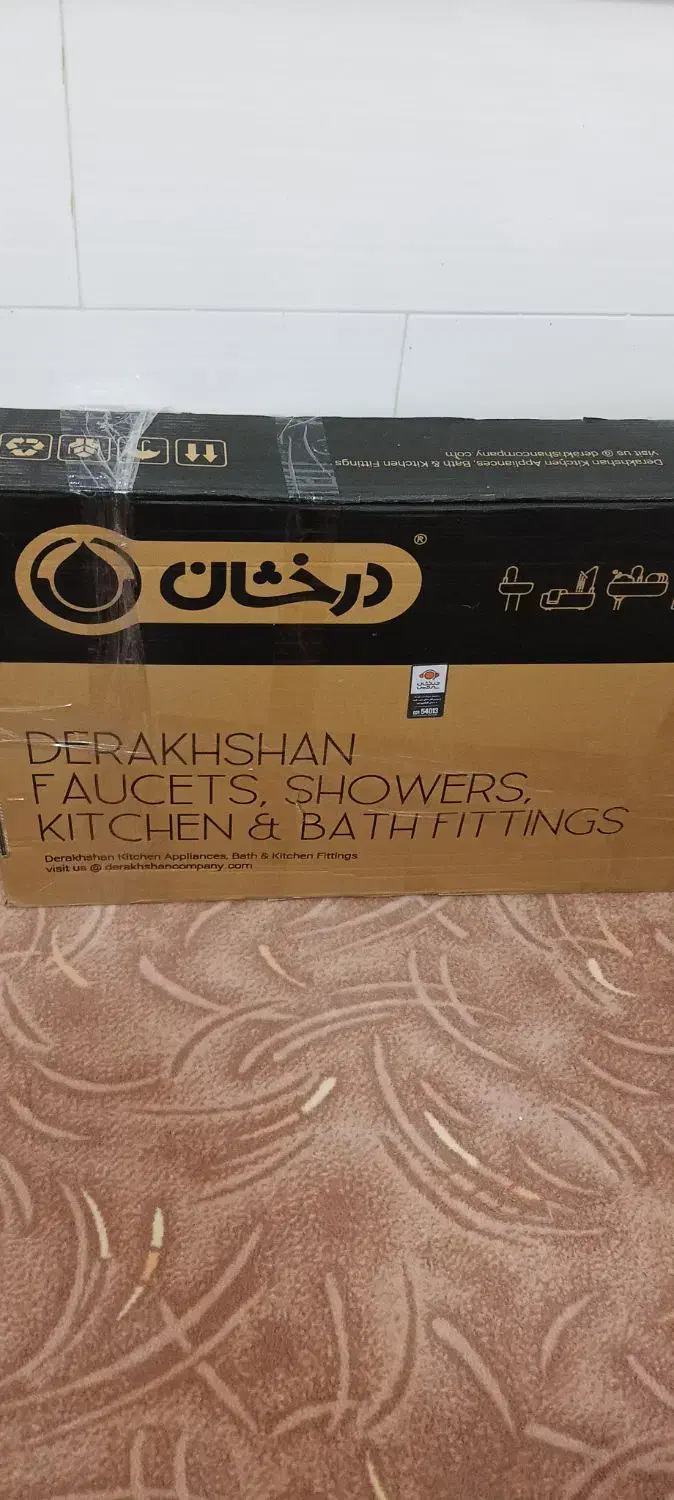 Derakhshan Kitchen Appliances, Bath & Kitchen Fittings
visit us @ derakhshancompany.com
درخشان
®
54013
DERAKHSHAN
FAUCETS, SHOWERS,
KITCHEN & BATH FITTINGS
Derakhshan Kitchen Appliances, Bath & Kitchen Fittings
visit us @ derakhshancompany.com